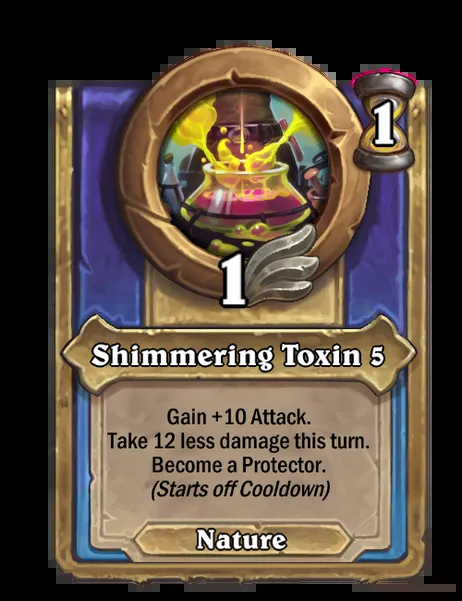 1
1
Shimmering Toxin 5
Gain +10 Attack.
Take 12 less damage this turn.
Become a Protector.
(Starts off Cooldown)
Nature